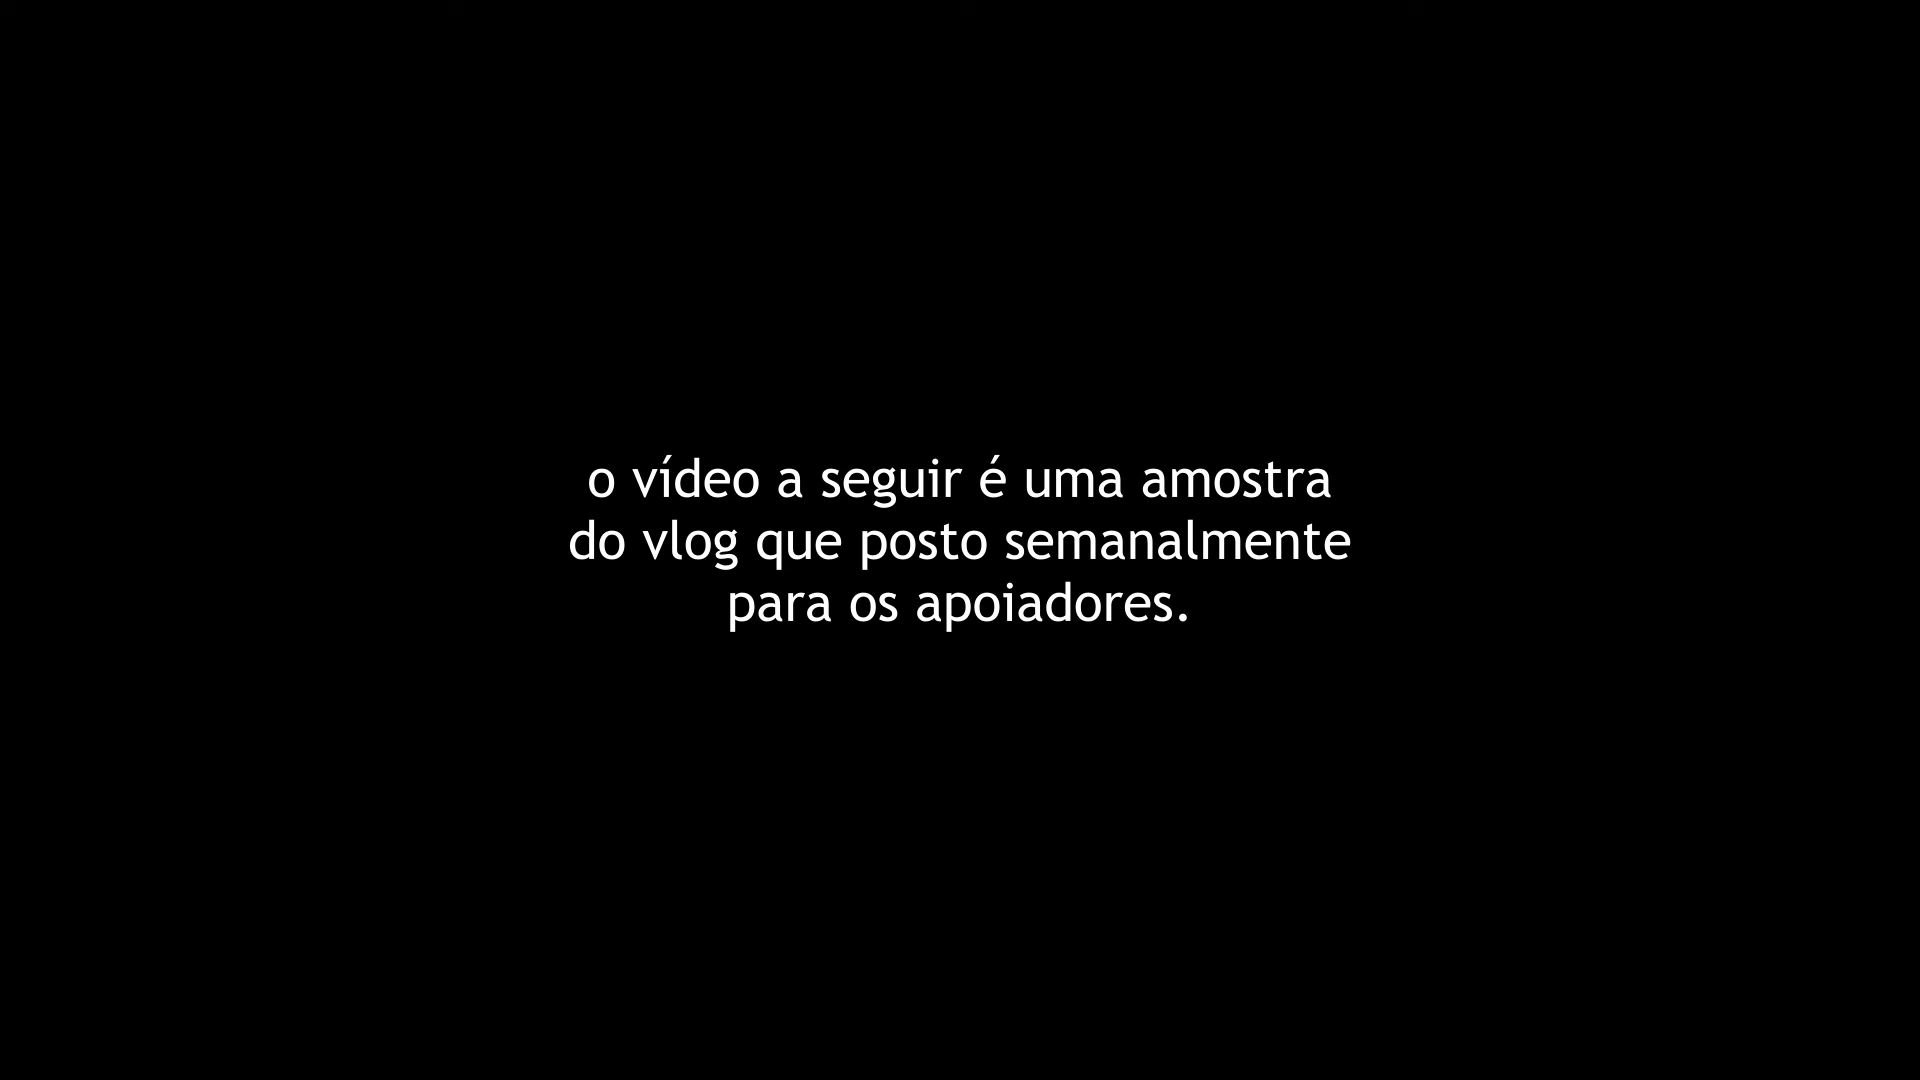 o vídeo a seguir é uma amostra
do vlog que posto semanalmente
para os apoiadores.